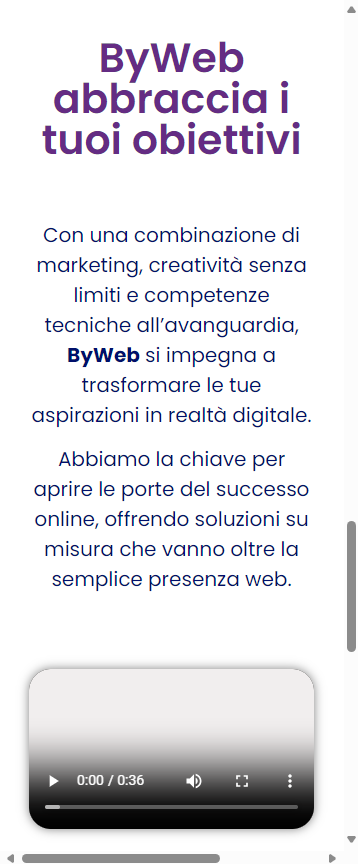 ByWeb
abbraccia i
tuoi obiettivi
Con una combinazione di
marketing, creatività senza
limiti e competenze
tecniche all’avanguardia,
ByWeb si impegna a
trasformare le tue
aspirazioni in realtà digitale.
Abbiamo la chiave per
aprire le porte del successo
online, offrendo soluzioni su
misura che vanno oltre la
semplice presenza web.
0:00 / 0:36